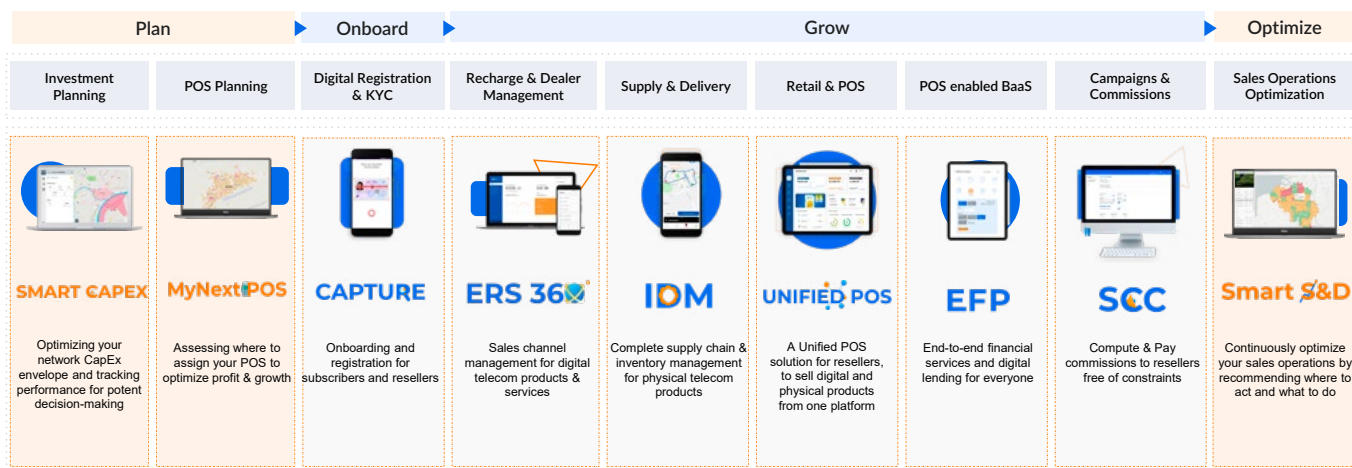 Plan
Onboard
Grow
Optimize
Investment
Planning
POS Planning
Digital Registration
& KYC
Recharge & Dealer
Management
Supply & Delivery
Retail & POS
POS enabled BaaS
Campaigns &
Commissions
Sales Operations
Optimization
SMART CAPEX
MyNext POS
CAPTURE
ERS 360
IDM
UNIFIED POS
EFP
SCC
Smart S&D
Optimizing your
network CapEx
envelope and tracking
performance for potent
decision-making
Assessing where to
assign your POS to
optimize profit & growth
Onboarding and
registration for
subscribers and resellers
Sales channel
management for digital
telecom products &
services
Complete supply chain &
inventory management
for physical telecom
products
A Unified POS
solution for resellers,
to sell digital and
physical products
from one platform
End-to-end financial
services and digital
lending for everyone
Compute & Pay
commissions to resellers
free of constraints
Continuously optimize
your sales operations by
recommending where to
act and what to do